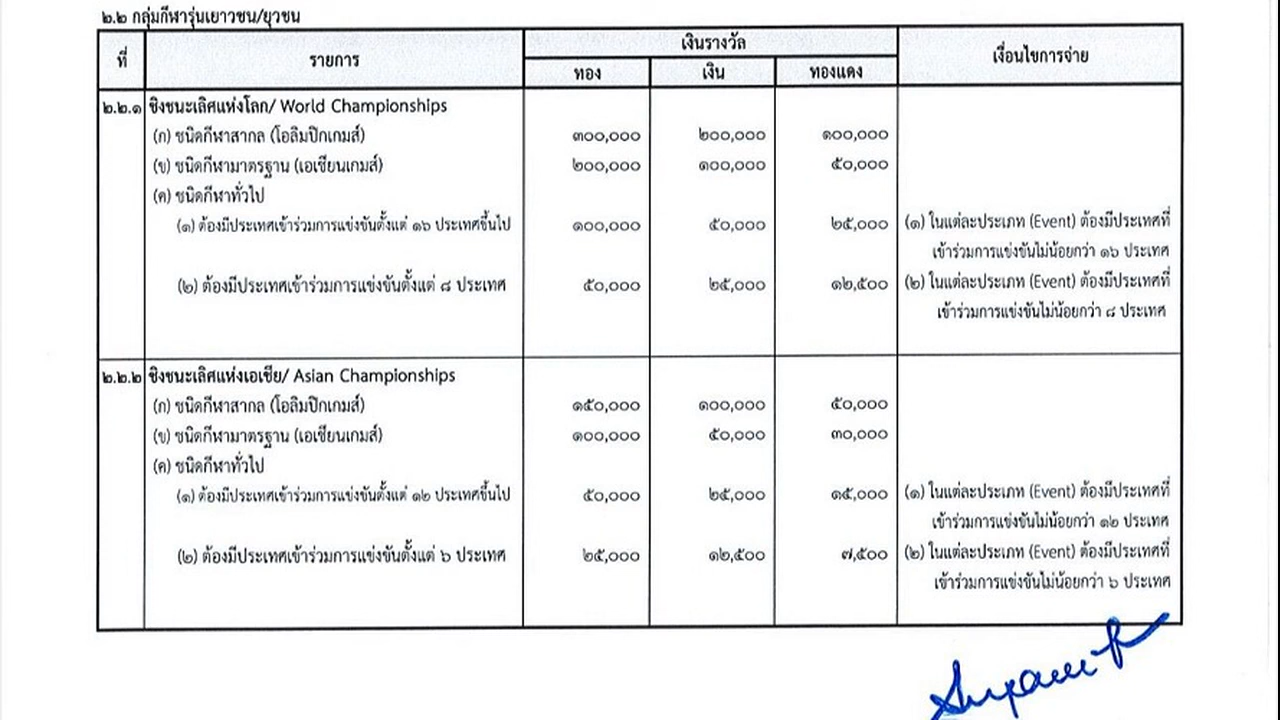 ๒.๒ กลุ่มกีฬารุ่นเยาวชน/ยุวชน
ที่ รายการ เงินรางวัล เงื่อนไขการจ่าย
ทอง เงิน ทองแดง
๒.๒.๑ ชิงชนะเลิศแห่งโลก/ World Championships
(ก) ชนิดกีฬาสากล (โอลิมปิกเกมส์) ๓๐๐,๐๐๐ ๒๐๐,๐๐๐ ๑๐๐,๐๐๐
(ข) ชนิดกีฬามาตรฐาน (เอเชียนเกมส์) ๒๐๐,๐๐๐ ๑๐๐,๐๐๐ ๕๐,๐๐๐
(ค) ชนิดกีฬาทั่วไป
(๑) ต้องมีประเทศเข้าร่วมการแข่งขันตั้งแต่ ๑๖ ประเทศขึ้นไป ๑๐๐,๐๐๐ ๕๐,๐๐๐ ๒๕,๐๐๐ (๑) ในแต่ละประเภท (Event) ต้องมีประเทศที่
เข้าร่วมการแข่งขันไม่น้อยกว่า ๑๖ ประเทศ
(๒) ต้องมีประเทศเข้าร่วมการแข่งขันตั้งแต่ ๘ ประเทศ ๕๐,๐๐๐ ๒๕,๐๐๐ ๑๒,๕๐๐ (๒) ในแต่ละประเภท (Event) ต้องมีประเทศที่
เข้าร่วมการแข่งขันไม่น้อยกว่า ๘ ประเทศ
๒.๒.๒ ชิงชนะเลิศแห่งเอเชีย/ Asian Championships
(ก) ชนิดกีฬาสากล (โอลิมปิกเกมส์) ๑๕๐,๐๐๐ ๑๐๐,๐๐๐ ๕๐,๐๐๐
(ข) ชนิดกีฬามาตรฐาน (เอเชียนเกมส์) ๑๐๐,๐๐๐ ๕๐,๐๐๐ ๓๐,๐๐๐
(ค) ชนิดกีฬาทั่วไป
(๑) ต้องมีประเทศเข้าร่วมการแข่งขันตั้งแต่ ๑๒ ประเทศขึ้นไป ๕๐,๐๐๐ ๒๕,๐๐๐ ๑๕,๐๐๐ (๑) ในแต่ละประเภท (Event) ต้องมีประเทศที่
เข้าร่วมการแข่งขันไม่น้อยกว่า ๑๒ ประเทศ
(๒) ต้องมีประเทศเข้าร่วมการแข่งขันตั้งแต่ ๖ ประเทศ ๒๕,๐๐๐ ๑๒,๕๐๐ ๗,๕๐๐ (๒) ในแต่ละประเภท (Event) ต้องมีประเทศที่
เข้าร่วมการแข่งขันไม่น้อยกว่า ๖ ประเทศ